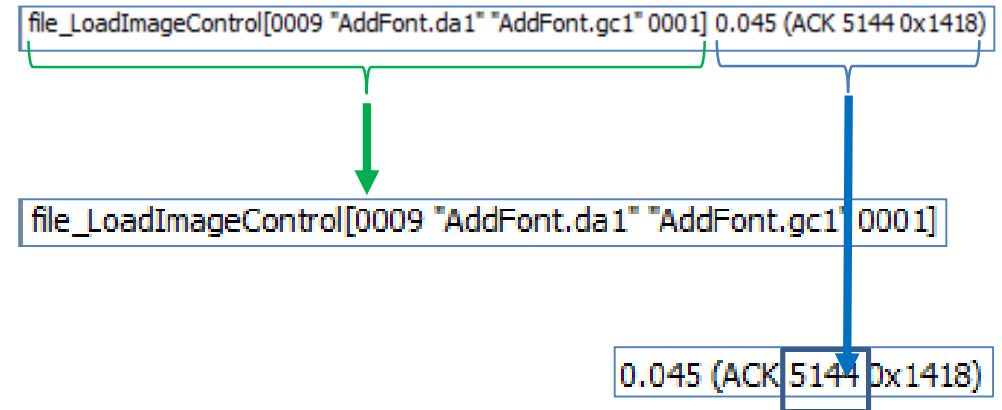 file_LoadImageControl[0009 "AddFont.da1" "AddFont.gc1" 0001] 0.045 (ACK 5144 0x1418)
file_LoadImageControl[0009 "AddFont.da1" "AddFont.gc1" 0001]
0.045 (ACK 5144 0x1418)